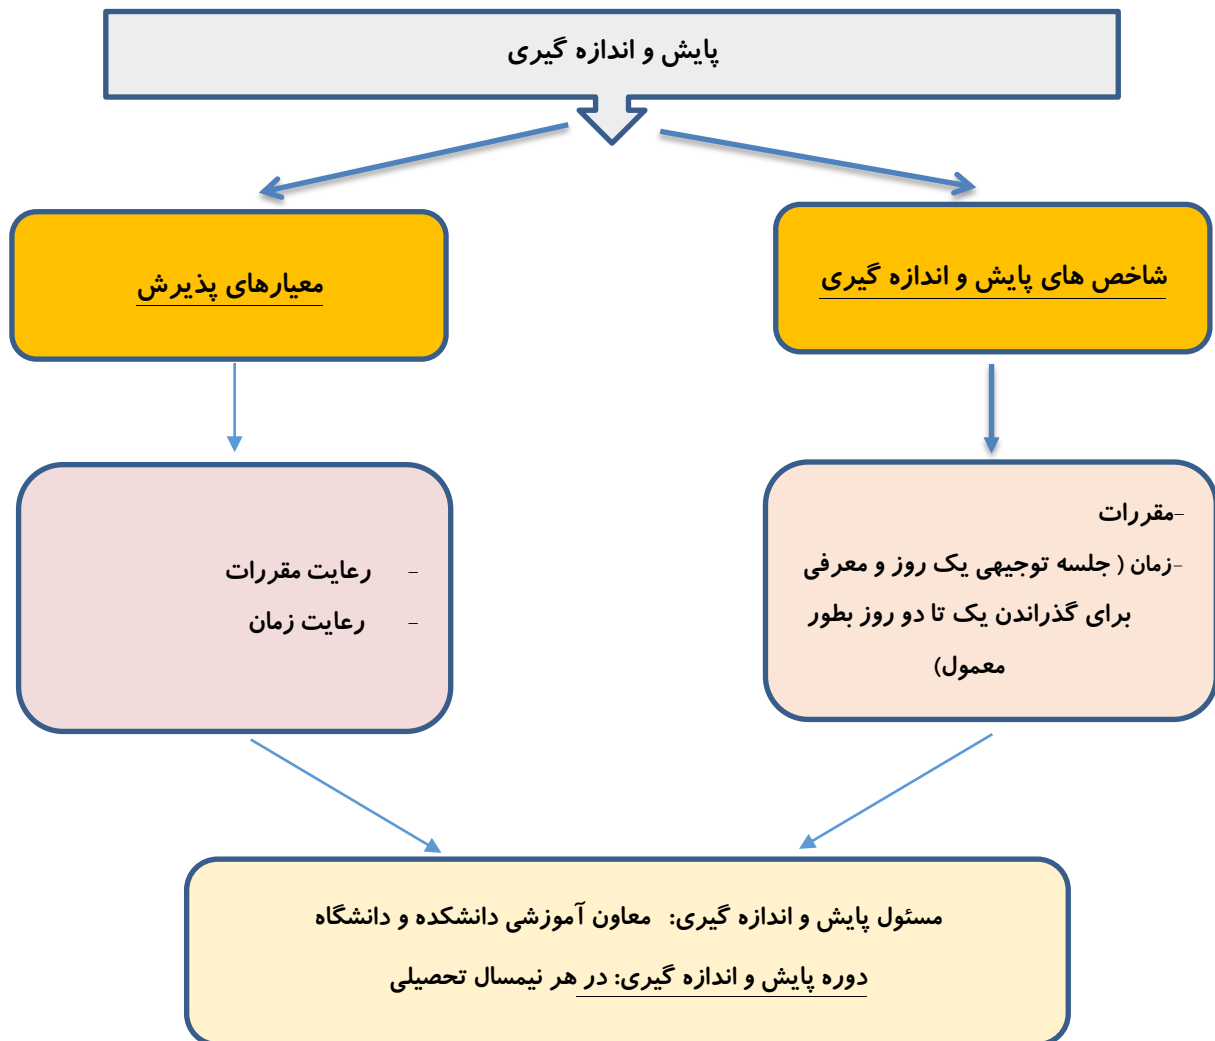 پایش و اندازه گیری
شاخص های پایش و اندازه گیری
معیارهای پذیرش
-مقررات
-زمان ( جلسه توجیهی یک روز و معرفی
برای گذراندن یک تا دو روز بطور
معمول)
- رعایت مقررات
- رعایت زمان
مسئول پایش و اندازه گیری: معاون آموزشی دانشکده و دانشگاه
دوره پایش و اندازه گیری: در هر نیمسال تحصیلی